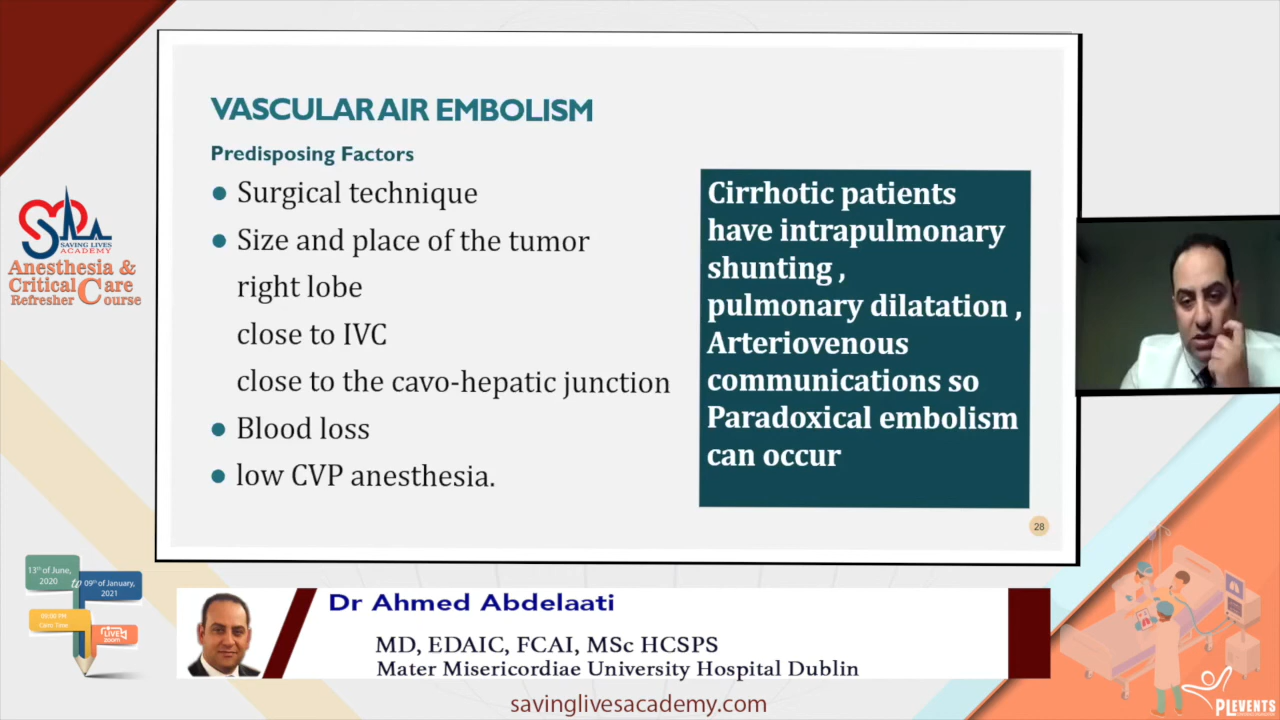 VASCULAR AIR EMBOLISM
Predisposing Factors
Surgical technique
Size and place of the tumor
right lobe
close to IVC
close to the cavo-hepatic junction
Blood loss
low CVP anesthesia.
Cirrhotic patients
have intrapulmonary
shunting ,
pulmonary dilatation ,
Arteriovenous
communications so
Paradoxical embolism
can occur
28
SAVING LIVES
ACADEMY
Anesthesia &
Critical Care
Refresher Course
13th of June,
2020
to
09th of January,
2021
Cairo Time
LIVE
zoom
Dr Ahmed Abdelaati
MD, EDAIC, FCAI, MSc HCSPS
Mater Misericordiae University Hospital Dublin
savinglivesacademy.com
PLEVENTS